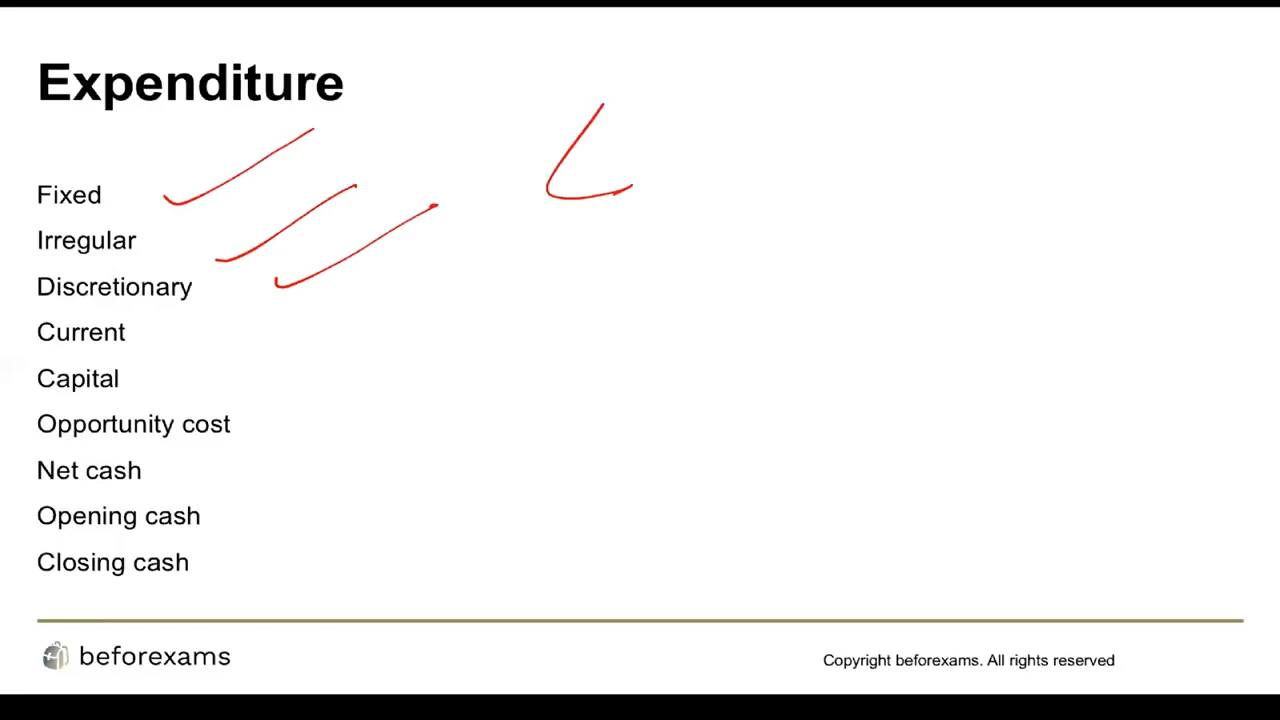 Expenditure
Fixed
Irregular
Discretionary
Current
Capital
Opportunity cost
Net cash
Opening cash
Closing cash
beforexams
Copyright beforexams. All rights reserved